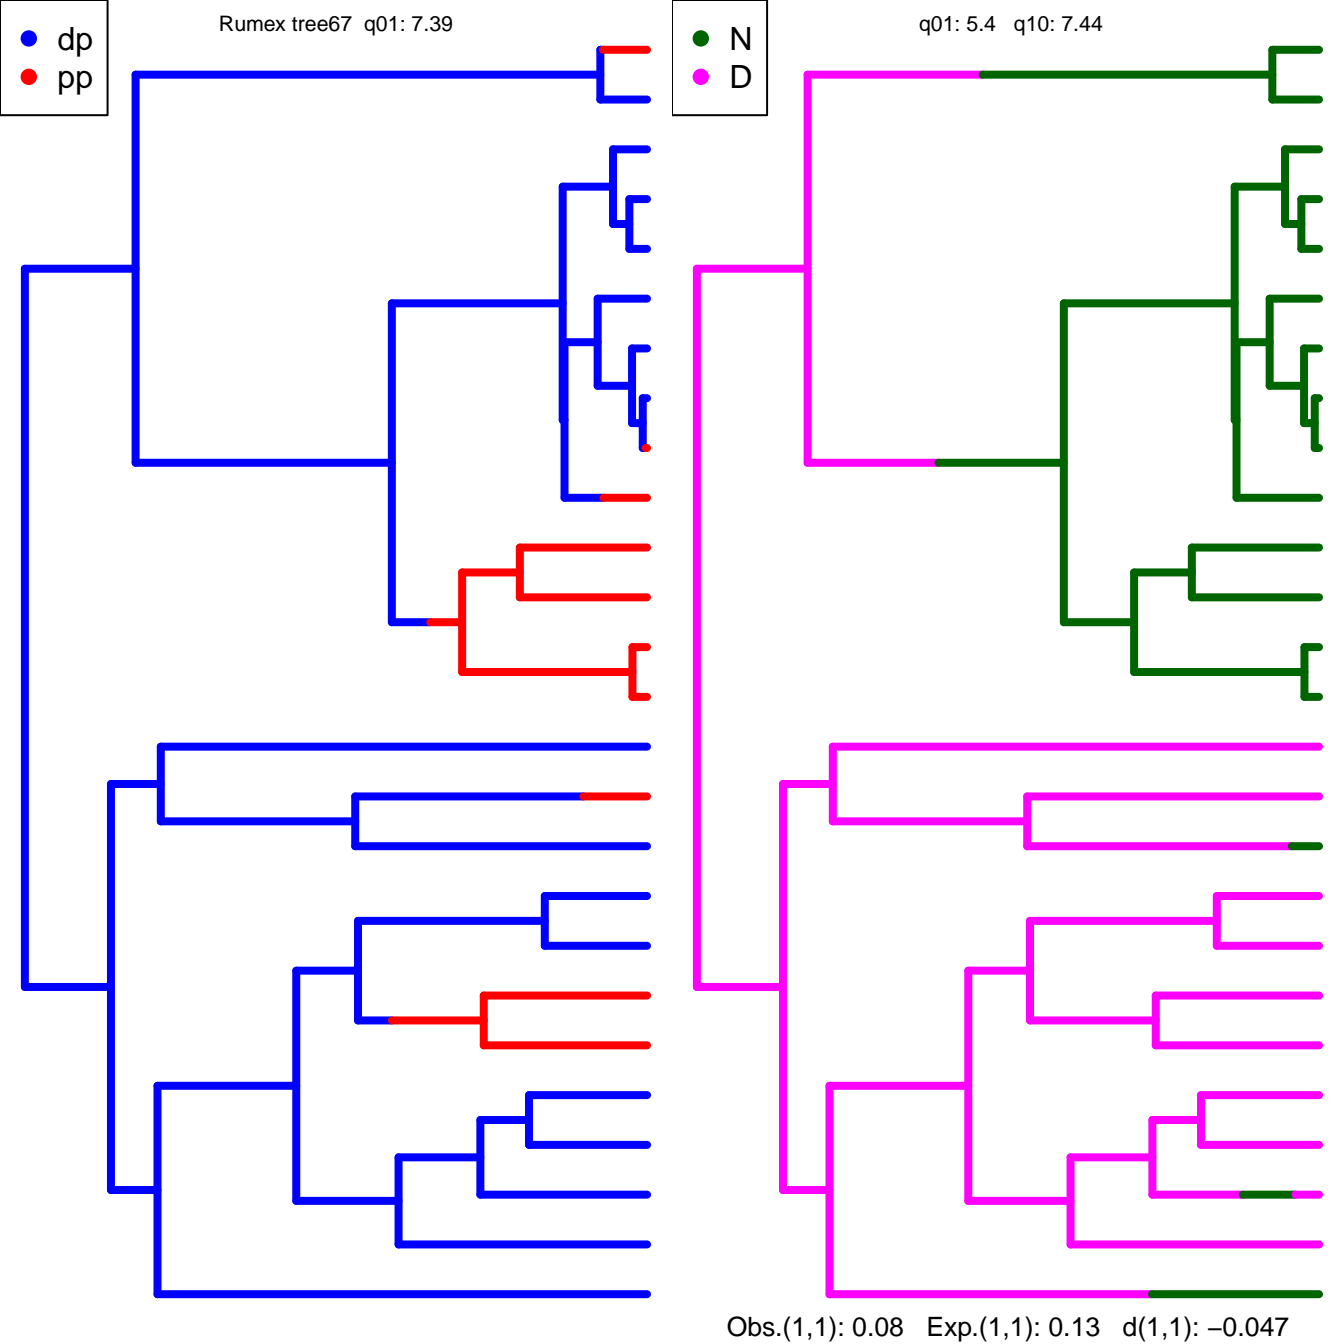 Rumex tree67 q01: 7.39
dp
pp
q01: 5.4 q10: 7.44
N
D
Obs.(1,1): 0.08 Exp.(1,1): 0.13 d(1,1): −0.047